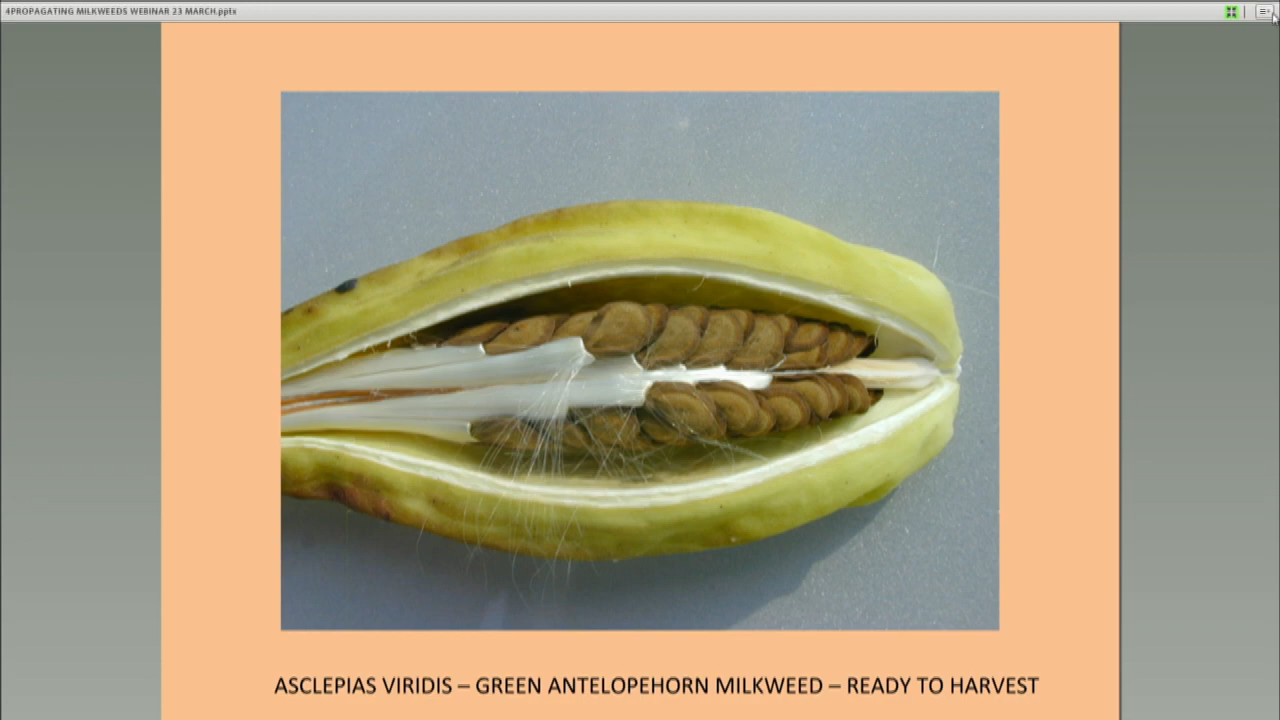 4PROPAGATING MILKWEEDS WEBINAR 23 MARCH.pptx
ASCLEPIAS VIRIDIS – GREEN ANTELOPEHORN MILKWEED – READY TO HARVEST